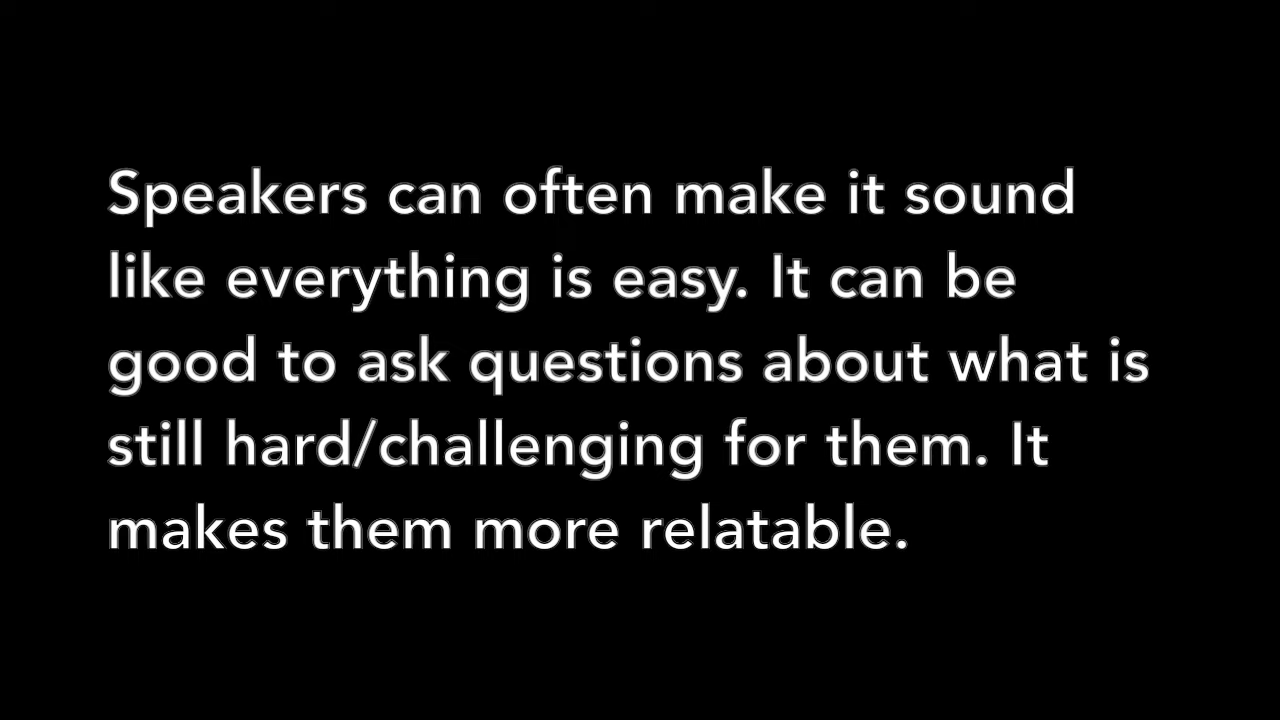 Speakers can often make it sound
like everything is easy. It can be
good to ask questions about what is
still hard/challenging for them. It
makes them more relatable.